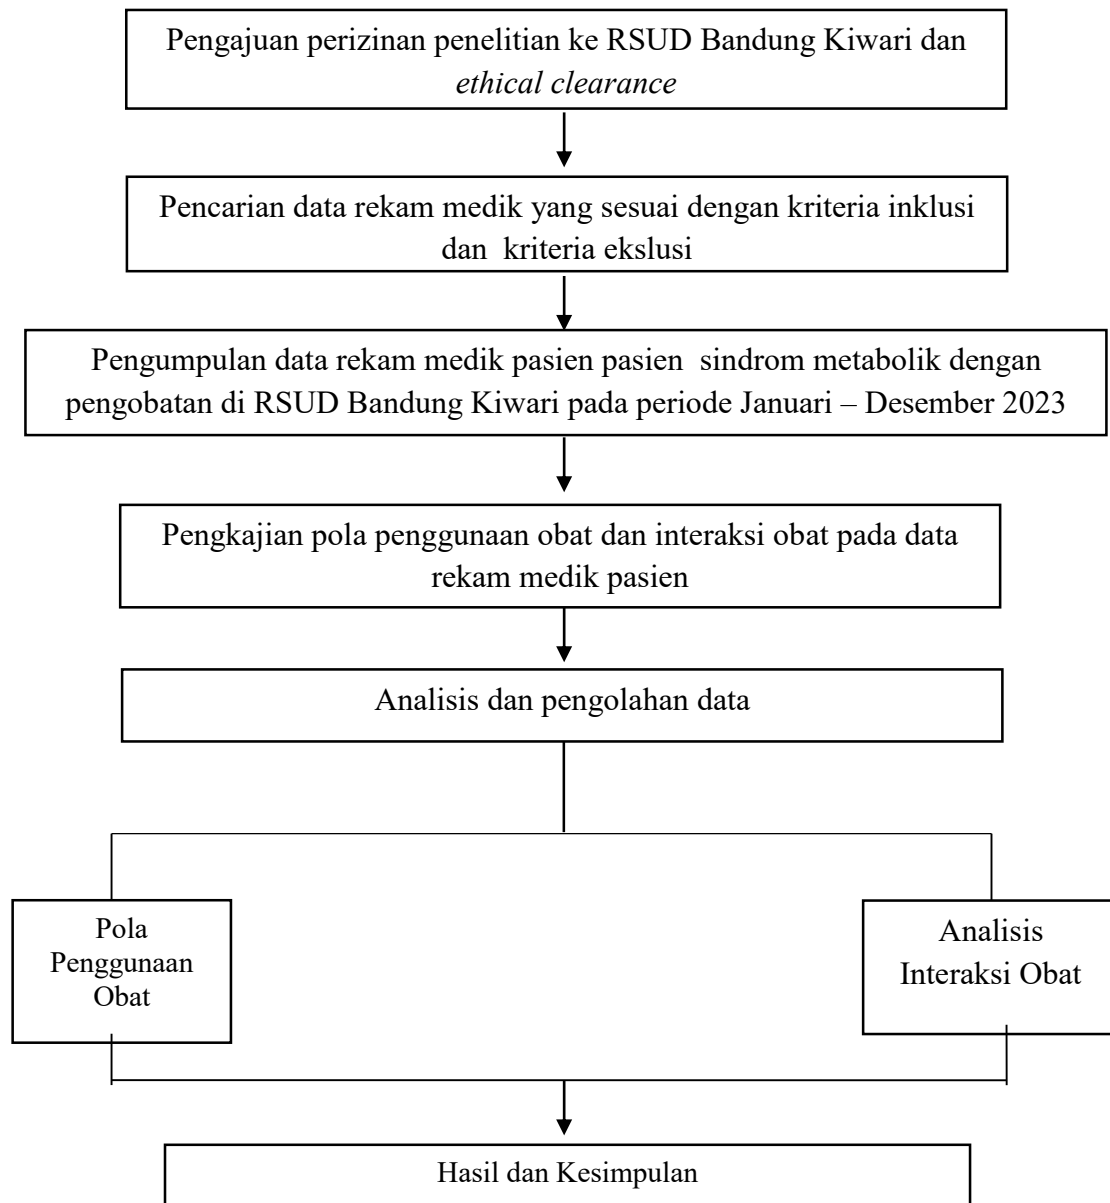 Pengajuan perizinan penelitian ke RSUD Bandung Kiwari dan
ethical clearance
Pencarian data rekam medik yang sesuai dengan kriteria inklusi
dan kriteria ekslusi
Pengumpulan data rekam medik pasien pasien sindrom metabolik dengan
pengobatan di RSUD Bandung Kiwari pada periode Januari – Desember 2023
Pengkajian pola penggunaan obat dan interaksi obat pada data
rekam medik pasien
Analisis dan pengolahan data
Pola
Penggunaan
Obat
Analisis
Interaksi Obat
Hasil dan Kesimpulan